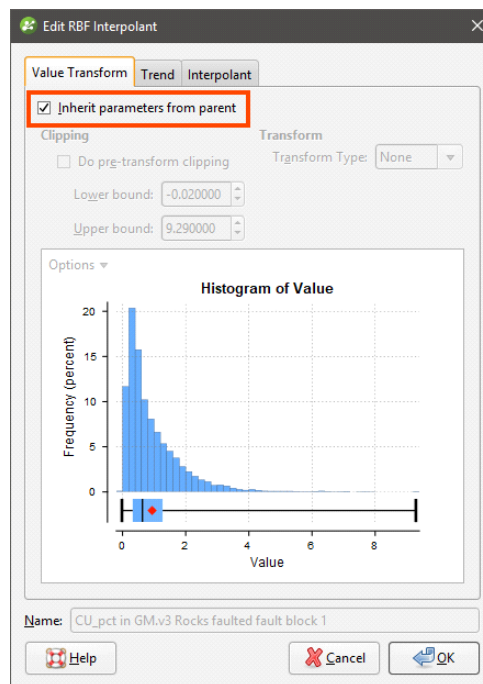 Edit RBF Interpolant
Value Transform Trend Interpolant
Inherit parameters from parent
Clipping Transform
Do pre-transform clipping Transform Type: None
Lower bound: -0.020000
Upper bound: 9.290000
Options
Histogram of Value
Frequency (percent)
20
15
10
5
0
0 2 4 6 8
Value
Name: CU_pct in GM.v3 Rocks faulted fault block 1
Help Cancel OK